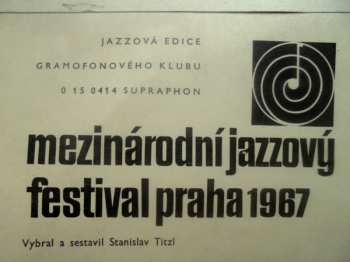 JAZZOVÁ EDICE
GRAMOFONOVÉHO KLUBU
0 15 0414 SUPRAPHON
mezinárodní jazzový
festival praha 1967
Vybral a sestavil Stanislav Titzl